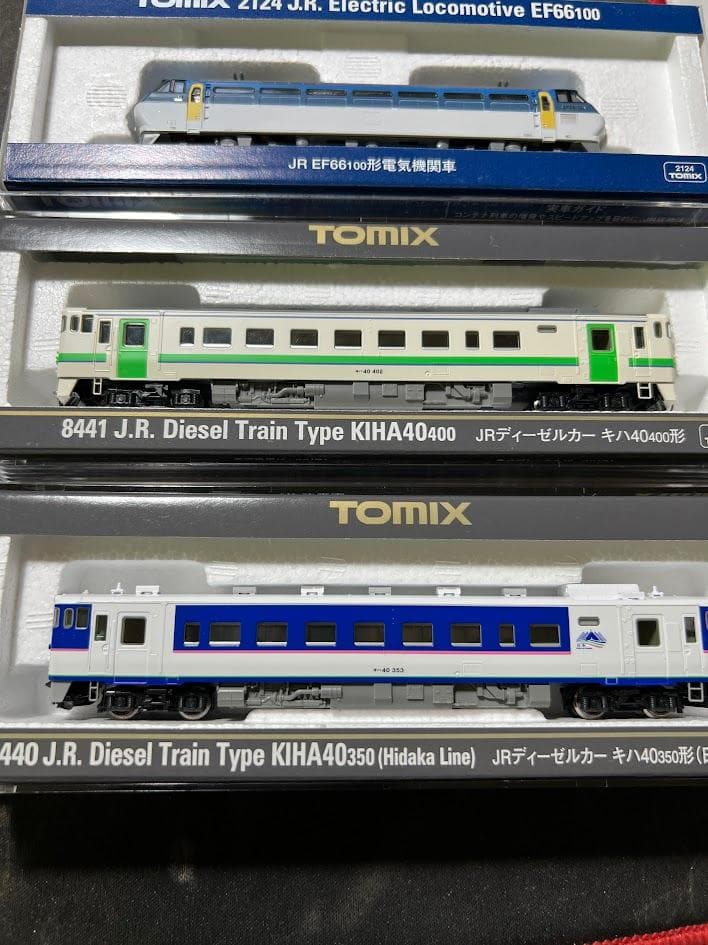 TOMIX 2124 J.R. Electric Locomotive EF66100
JR EF66100形電気機関車
2124
TOMIX
TOMIX
キハ40 402
8441 J.R. Diesel Train Type KIHA40400 JRディーゼルカー キハ40400形
TOMIX
キハ40 353
440 J.R. Diesel Train Type KIHA40350 (Hidaka Line) JRディーゼルカー キハ40350形